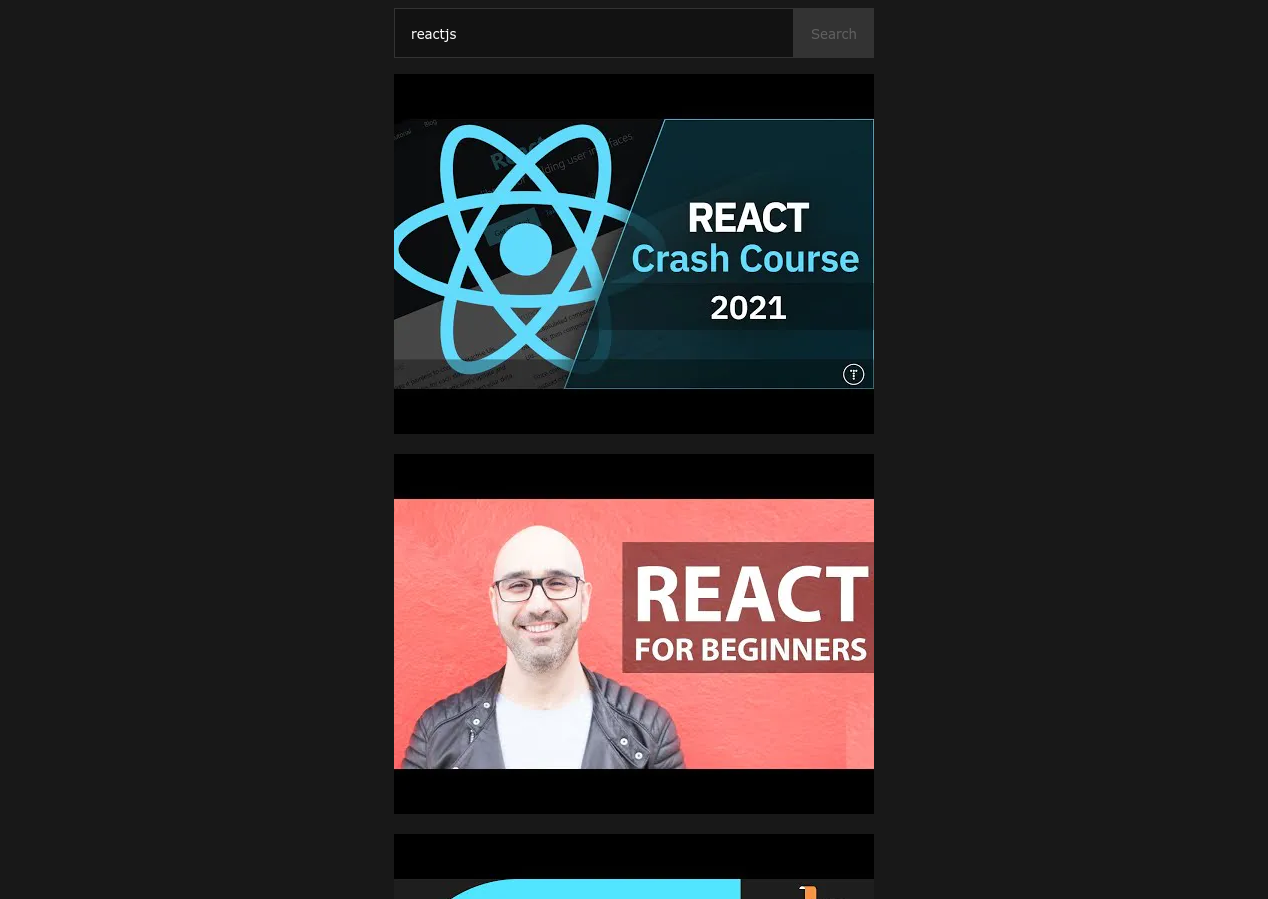 reactjs
Search
REACT
Crash Course
2021
REACT
FOR BEGINNERS